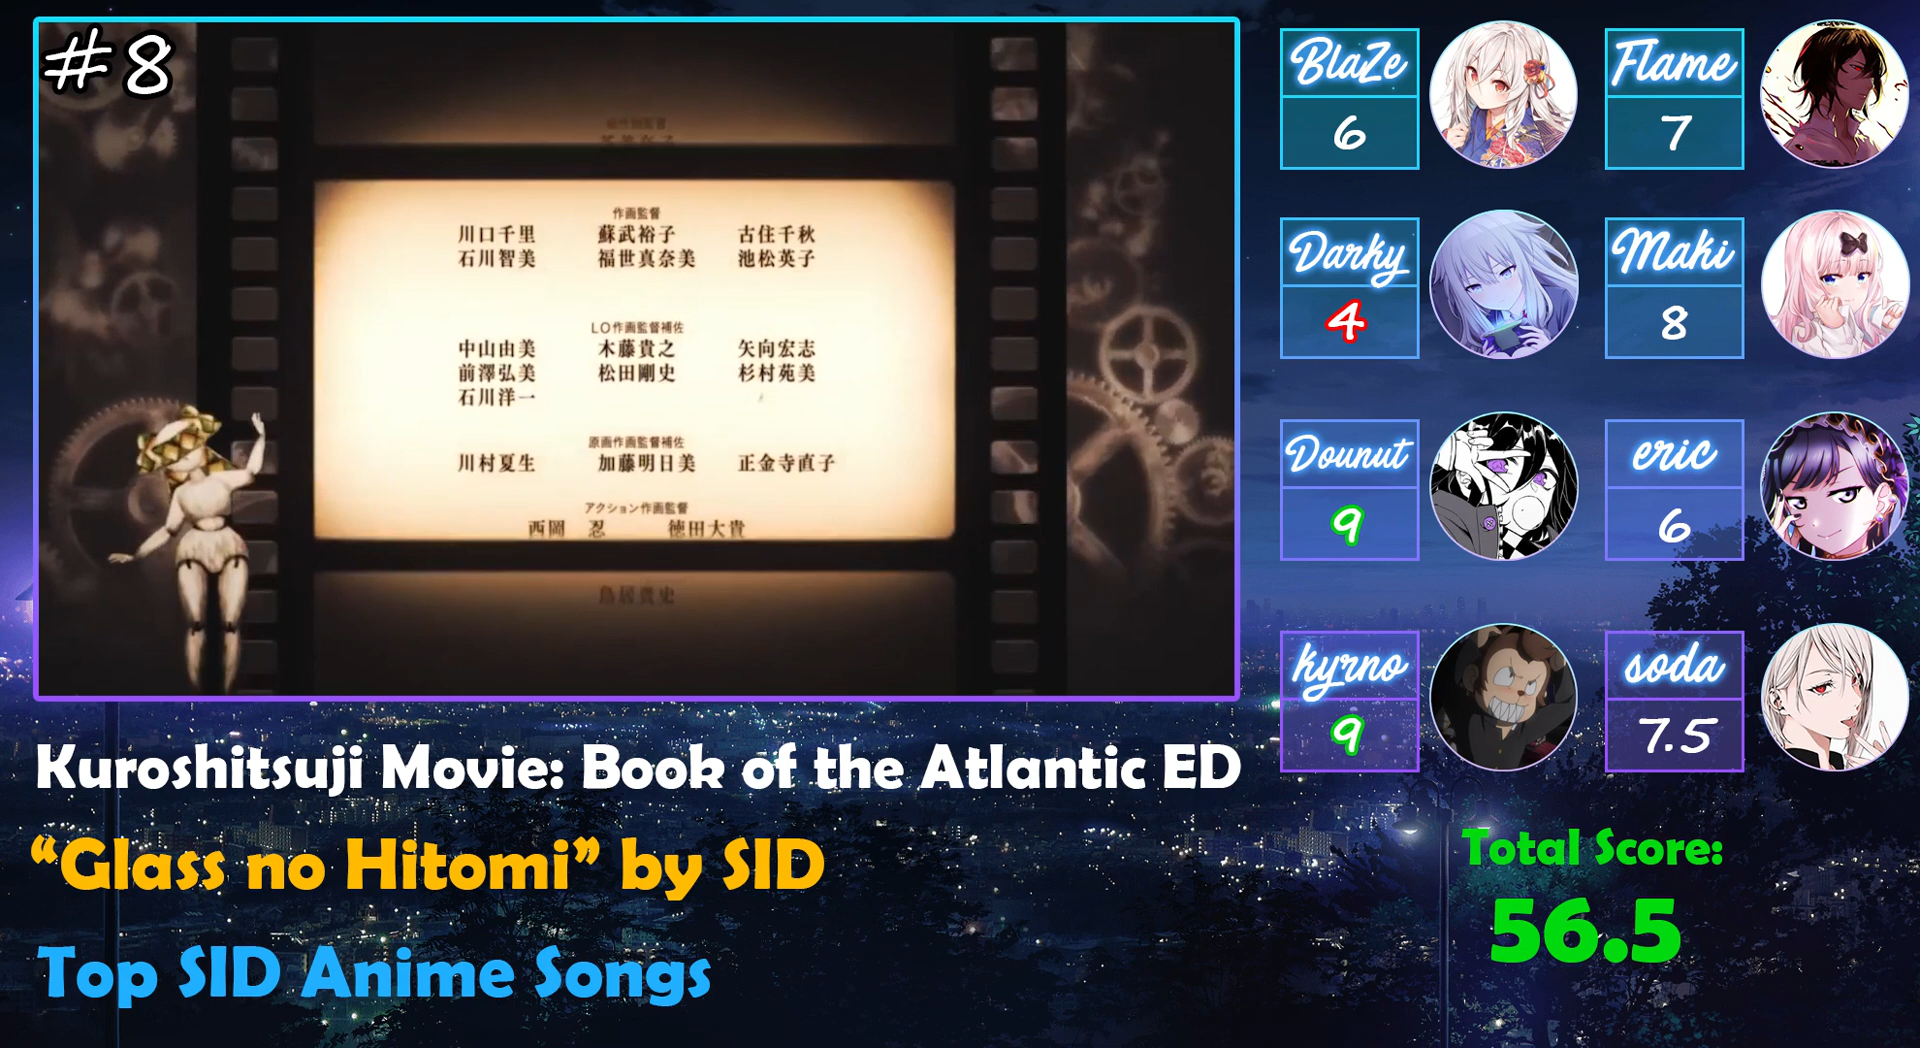 #8
作画監督
川口千里 蘇武裕子 古住千秋
石川智美 福世真奈美 池松英子
LO作画監督補佐
中山由美 木藤貴之 矢向宏志
前澤弘美 松田剛史 杉村苑美
石川洋一
原画作画監督補佐
川村夏生 加藤明日美 正金寺直子
アクション作画監督
西岡 忍 徳田大貴
鳥居貴史
BlaZe
6
Flame
7
Darky
4
Maki
8
Dounut
9
eric
6
kyrno
9
soda
7.5
Kuroshitsuji Movie: Book of the Atlantic ED
“Glass no Hitomi” by SID
Top SID Anime Songs
Total Score:
56.5